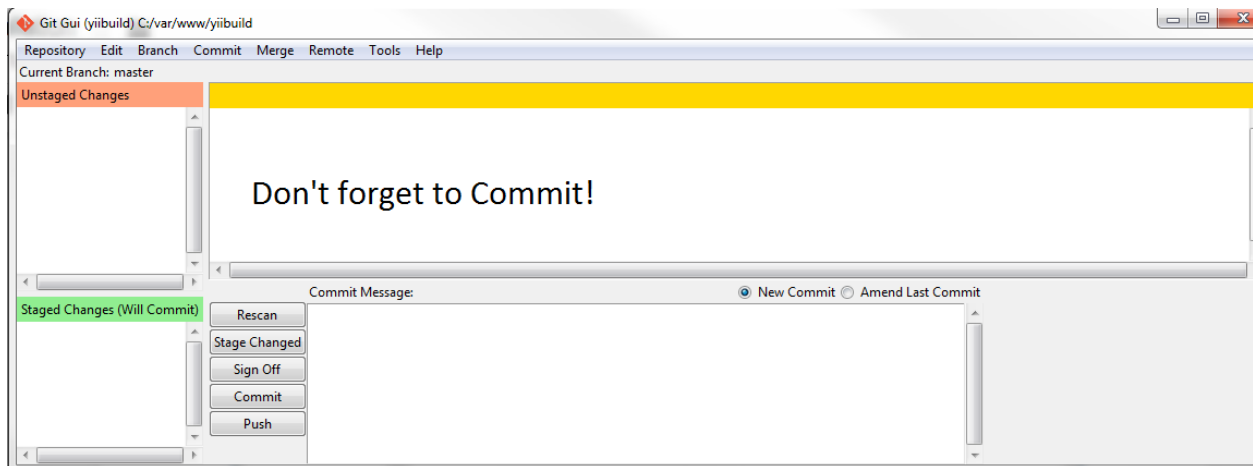 Git Gui (yiibuild) C:/var/www/yiibuild
Repository Edit Branch Commit Merge Remote Tools Help
Current Branch: master
Unstaged Changes
Don't forget to Commit!
Staged Changes (Will Commit)
Commit Message:
New Commit Amend Last Commit
Rescan
Stage Changed
Sign Off
Commit
Push